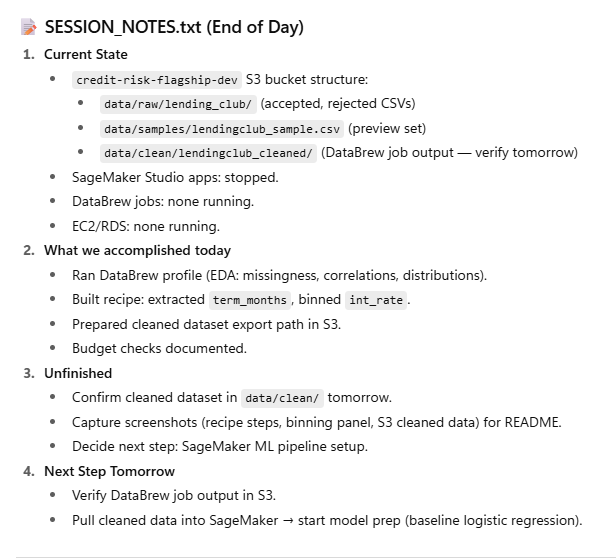 📝 SESSION_NOTES.txt (End of Day)
1. Current State
• credit-risk-flagship-dev S3 bucket structure:
• data/raw/lending_club/ (accepted, rejected CSVs)
• data/samples/lendingclub_sample.csv (preview set)
• data/clean/lendingclub_cleaned/ (DataBrew job output — verify tomorrow)
• SageMaker Studio apps: stopped.
• DataBrew jobs: none running.
• EC2/RDS: none running.
2. What we accomplished today
• Ran DataBrew profile (EDA: missingness, correlations, distributions).
• Built recipe: extracted term_months, binned int_rate.
• Prepared cleaned dataset export path in S3.
• Budget checks documented.
3. Unfinished
• Confirm cleaned dataset in data/clean/ tomorrow.
• Capture screenshots (recipe steps, binning panel, S3 cleaned data) for README.
• Decide next step: SageMaker ML pipeline setup.
4. Next Step Tomorrow
• Verify DataBrew job output in S3.
• Pull cleaned data into SageMaker → start model prep (baseline logistic regression).